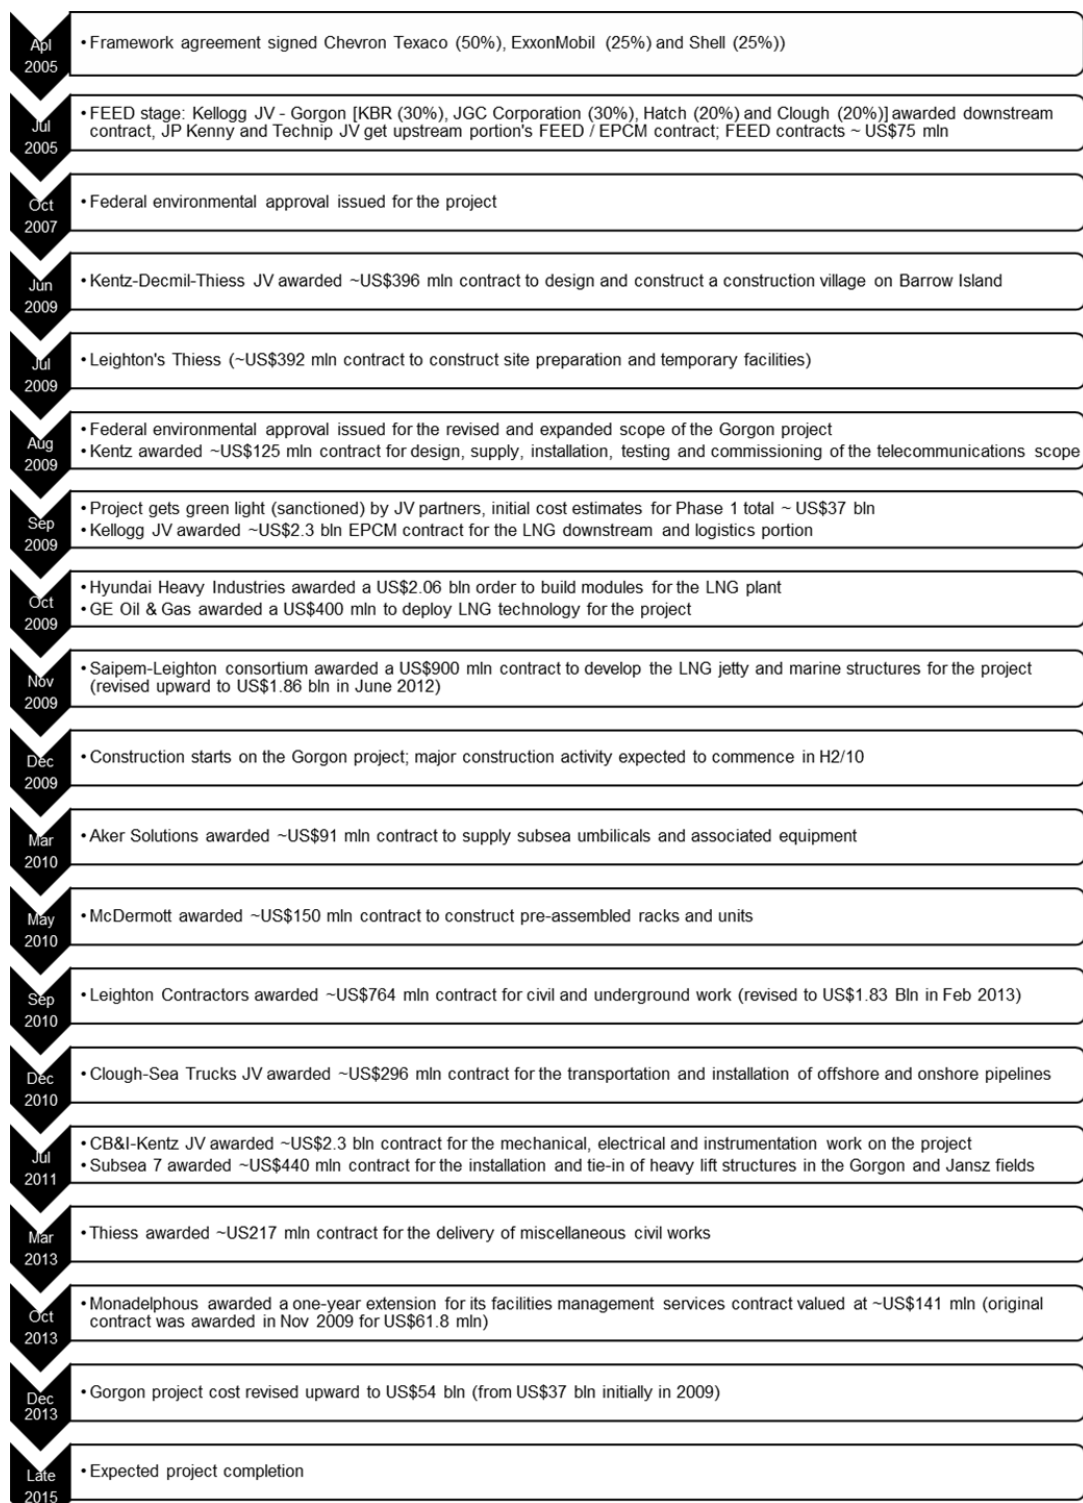 Apl
2005
• Framework agreement signed Chevron Texaco (50%), ExxonMobil (25%) and Shell (25%))
Jul
2005
• FEED stage: Kellogg JV - Gorgon [KBR (30%), JGC Corporation (30%), Hatch (20%) and Clough (20%)] awarded downstream
contract, JP Kenny and Technip JV get upstream portion's FEED / EPCM contract; FEED contracts ~ US$75 mln
Oct
2007
• Federal environmental approval issued for the project
Jun
2009
• Kentz-Decmil-Thiess JV awarded ~US$396 mln contract to design and construct a construction village on Barrow Island
Jul
2009
• Leighton's Thiess (~US$392 mln contract to construct site preparation and temporary facilities)
Aug
2009
• Federal environmental approval issued for the revised and expanded scope of the Gorgon project
• Kentz awarded ~US$125 mln contract for design, supply, installation, testing and commissioning of the telecommunications scope
Sep
2009
• Project gets green light (sanctioned) by JV partners, initial cost estimates for Phase 1 total ~ US$37 bln
• Kellogg JV awarded ~US$2.3 bln EPCM contract for the LNG downstream and logistics portion
Oct
2009
• Hyundai Heavy Industries awarded a US$2.06 bln order to build modules for the LNG plant
• GE Oil & Gas awarded a US$400 mln to deploy LNG technology for the project
Nov
2009
• Saipem-Leighton consortium awarded a US$900 mln contract to develop the LNG jetty and marine structures for the project
(revised upward to US$1.86 bln in June 2012)
Dec
2009
• Construction starts on the Gorgon project; major construction activity expected to commence in H2/10
Mar
2010
• Aker Solutions awarded ~US$91 mln contract to supply subsea umbilicals and associated equipment
May
2010
• McDermott awarded ~US$150 mln contract to construct pre-assembled racks and units
Sep
2010
• Leighton Contractors awarded ~US$764 mln contract for civil and underground work (revised to US$1.83 Bln in Feb 2013)
Dec
2010
• Clough-Sea Trucks JV awarded ~US$296 mln contract for the transportation and installation of offshore and onshore pipelines
Jul
2011
• CB&I-Kentz JV awarded ~US$2.3 bln contract for the mechanical, electrical and instrumentation work on the project
• Subsea 7 awarded ~US$440 mln contract for the installation and tie-in of heavy lift structures in the Gorgon and Jansz fields
Mar
2013
• Thiess awarded ~US217 mln contract for the delivery of miscellaneous civil works
Oct
2013
• Monadelphous awarded a one-year extension for its facilities management services contract valued at ~US$141 mln (original
contract was awarded in Nov 2009 for US$61.8 mln)
Dec
2013
• Gorgon project cost revised upward to US$54 bln (from US$37 bln initially in 2009)
Late
2015
• Expected project completion